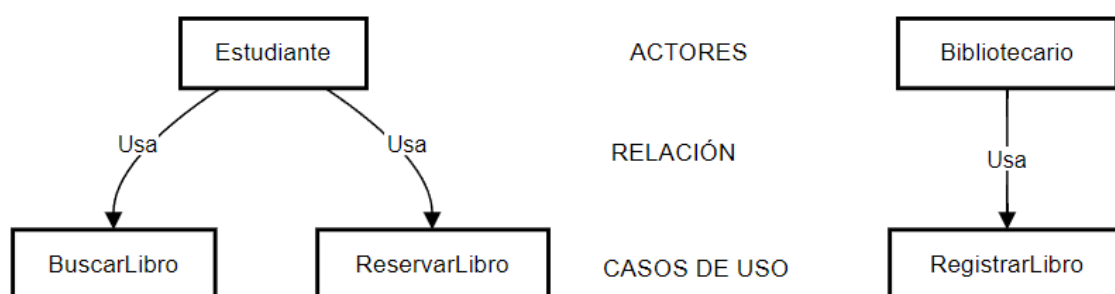 Estudiante
ACTORES
Bibliotecario
Usa
Usa
RELACIÓN
Usa
BuscarLibro
ReservarLibro
CASOS DE USO
RegistrarLibro